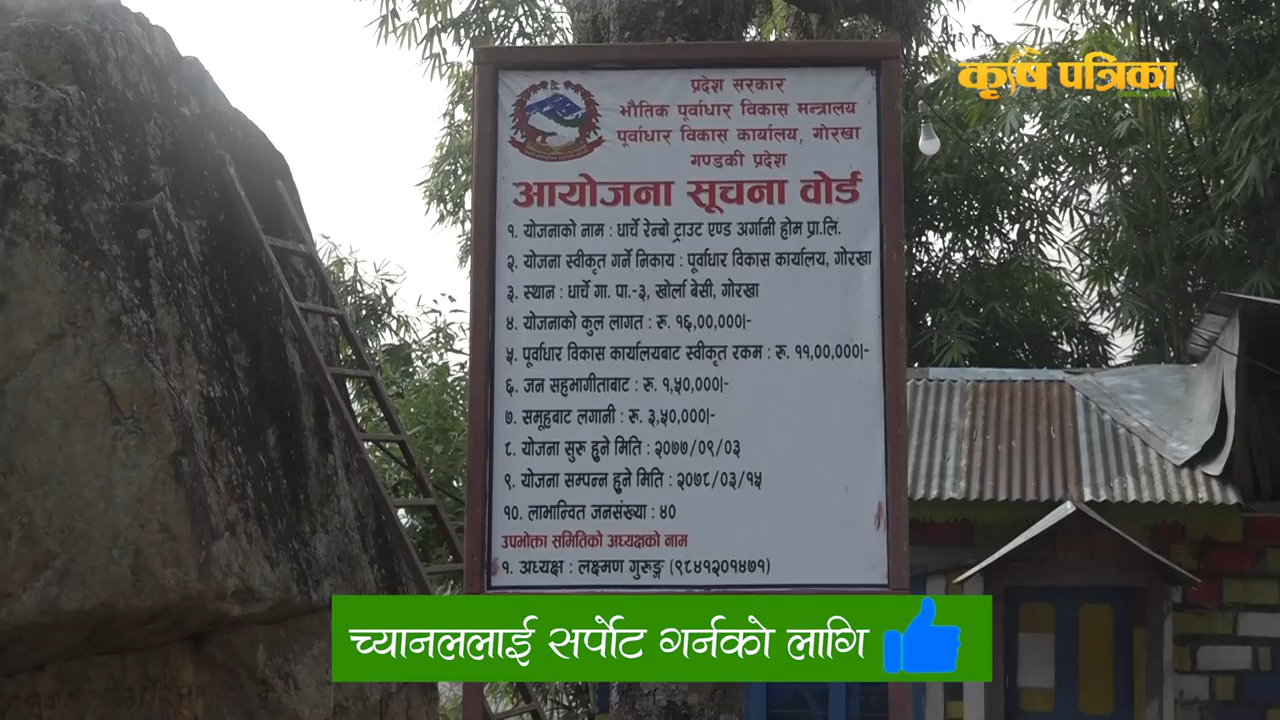 कृषि पत्रिका
प्रदेश सरकार
भौतिक पूर्वाधार विकास मन्त्रालय
पूर्वाधार विकास कार्यालय, गोरखा
गण्डकी प्रदेश
आयोजना सूचना वोर्ड
१. योजनाको नाम : धार्चे रेन्बो ट्राउट एण्ड अर्गानी होम प्रा.लि.
२. योजना स्वीकृत गर्ने निकाय : पूर्वाधार विकास कार्यालय, गोरखा
३. स्थान : धार्चे गा. पा.-३, खोर्ला बेसी, गोरखा
४. योजनाको कुल लागत : रू. १६,००,०००|-
५. पूर्वाधार विकास कार्यालयबाट स्वीकृत रकम : रू. ११,००,०००|-
६. जन सहभागीताबाट : रू. १,५०,०००|-
७. समूहबाट लगानी : रू. ३,५०,०००|-
८. योजना सुरू हुने मिति : २०७७/०९/०३
९. योजना सम्पन्न हुने मिति : २०७८/०३/१५
१०. लाभान्वित जनसंख्या : ४०
उपभोक्ता समितिको अध्यक्षको नाम
१. अध्यक्ष : लक्ष्मण गुरूङ्ग (९८४१२०१४७१)
च्यानललाई सर्पोट गर्नको लागि